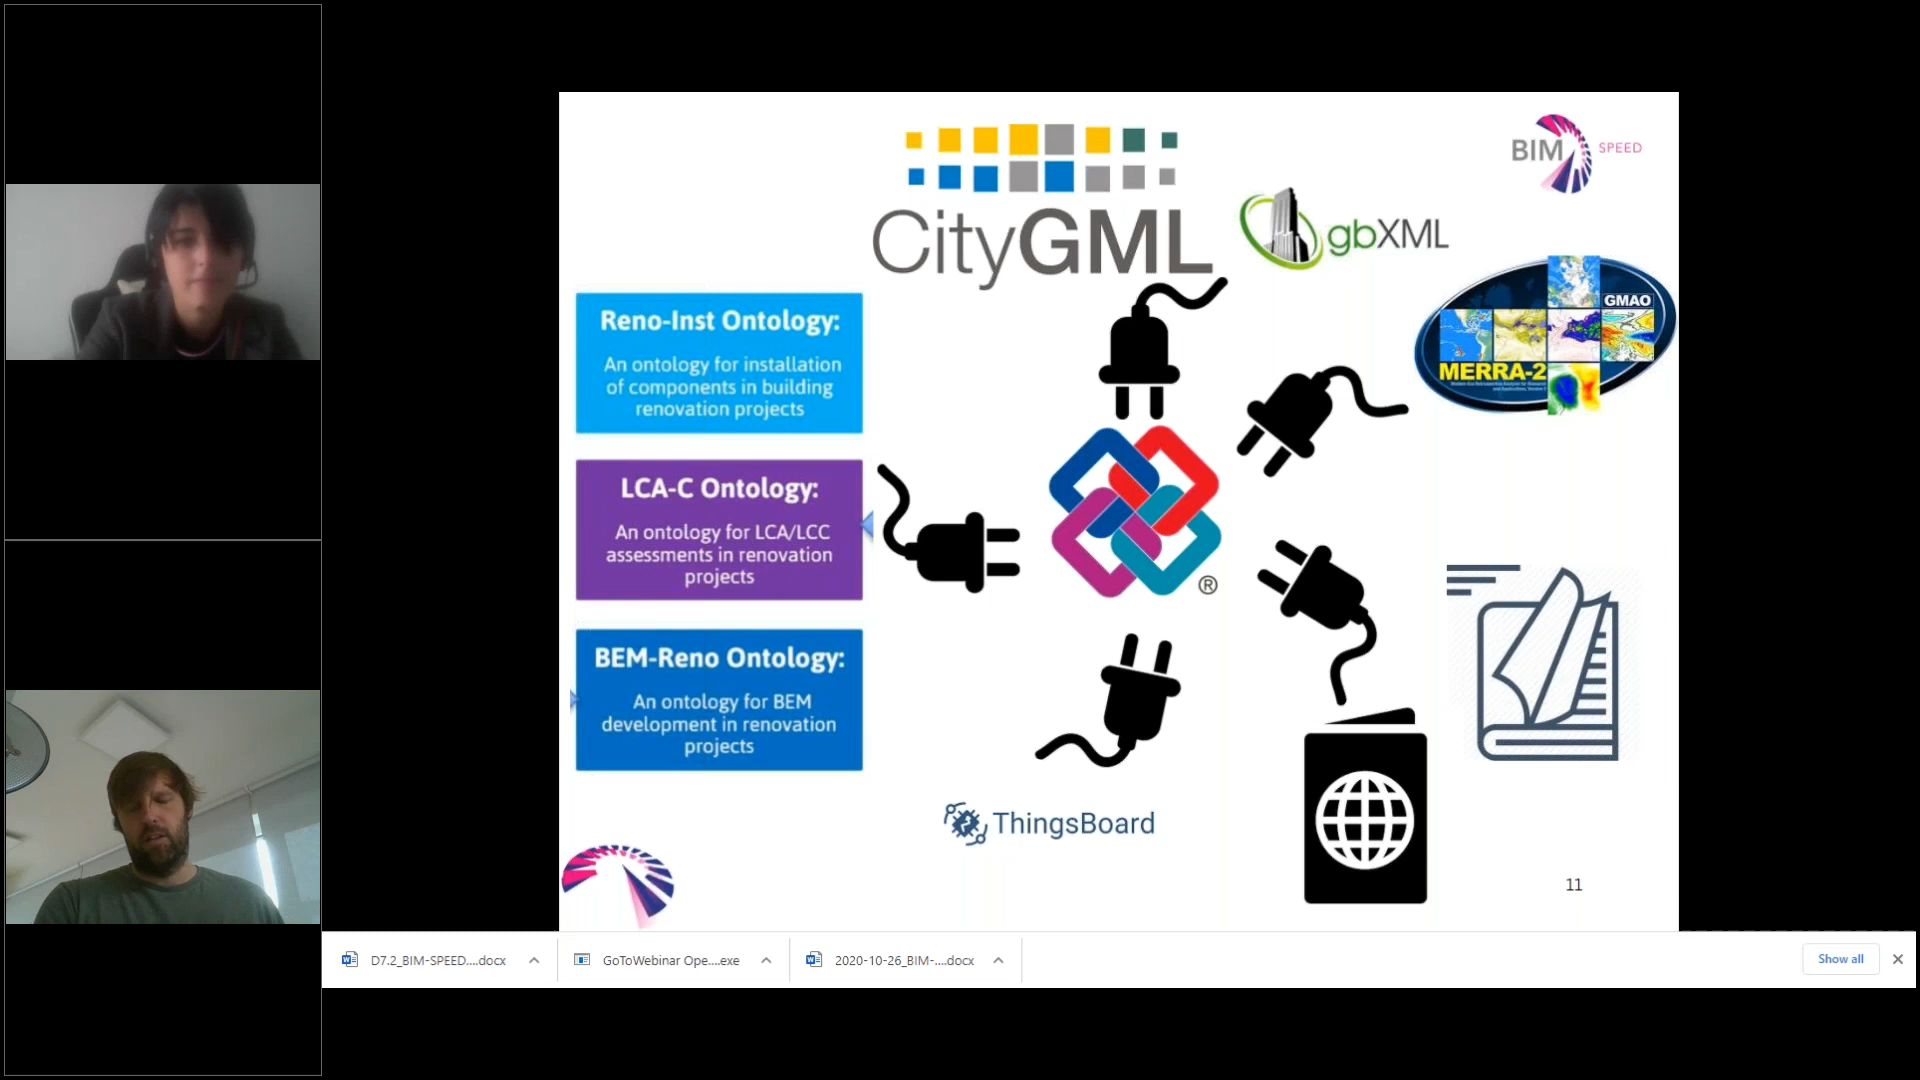 BIM SPEED
CityGML
gbXML
GMAO
MERRA-2
Reno-Inst Ontology:
An ontology for installation
of components in building
renovation projects
LCA-C Ontology:
An ontology for LCA/LCC
assessments in renovation
projects
BEM-Reno Ontology:
An ontology for BEM
development in renovation
projects
®
ThingsBoard
11
D7.2_BIM-SPEED....docx
GoToWebinar Ope....exe
2020-10-26_BIM-....docx
Show all